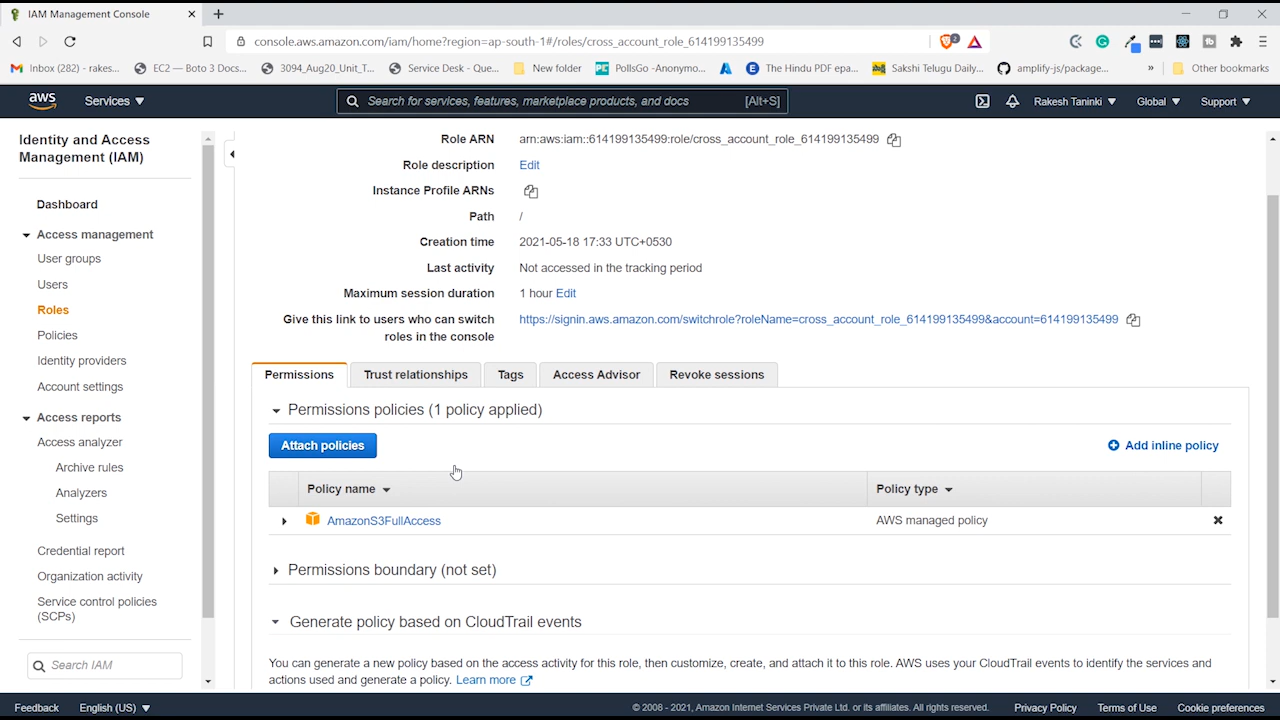 IAM Management Console
console.aws.amazon.com/iam/home?region=ap-south-1#/roles/cross_account_role_614199135499
2
Inbox (282) - rakes...
EC2 — Boto 3 Docs...
3094_Aug20_Unit_T...
Service Desk - Que...
New folder
PollsGo -Anonymo...
The Hindu PDF epa...
Sakshi Telugu Daily...
amplify-js/package...
»
Other bookmarks
aws
Services
Search for services, features, marketplace products, and docs
[Alt+S]
Rakesh Taninki
Global
Support
Identity and Access
Management (IAM)
Dashboard
Access management
User groups
Users
Roles
Policies
Identity providers
Account settings
Access reports
Access analyzer
Archive rules
Analyzers
Settings
Credential report
Organization activity
Service control policies
(SCPs)
Search IAM
Role ARN arn:aws:iam::614199135499:role/cross_account_role_614199135499
Role description Edit
Instance Profile ARNs
Path /
Creation time 2021-05-18 17:33 UTC+0530
Last activity Not accessed in the tracking period
Maximum session duration 1 hour Edit
Give this link to users who can switch https://signin.aws.amazon.com/switchrole?roleName=cross_account_role_614199135499&account=614199135499
roles in the console
Permissions
Trust relationships
Tags
Access Advisor
Revoke sessions
Permissions policies (1 policy applied)
Attach policies
Add inline policy
Policy name
Policy type
AmazonS3FullAccess
AWS managed policy
Permissions boundary (not set)
Generate policy based on CloudTrail events
You can generate a new policy based on the access activity for this role, then customize, create, and attach it to this role. AWS uses your CloudTrail events to identify the services and
actions used and generate a policy. Learn more
Feedback
English (US)
© 2008 - 2021, Amazon Internet Services Private Ltd. or its affiliates. All rights reserved.
Privacy Policy
Terms of Use
Cookie preferences